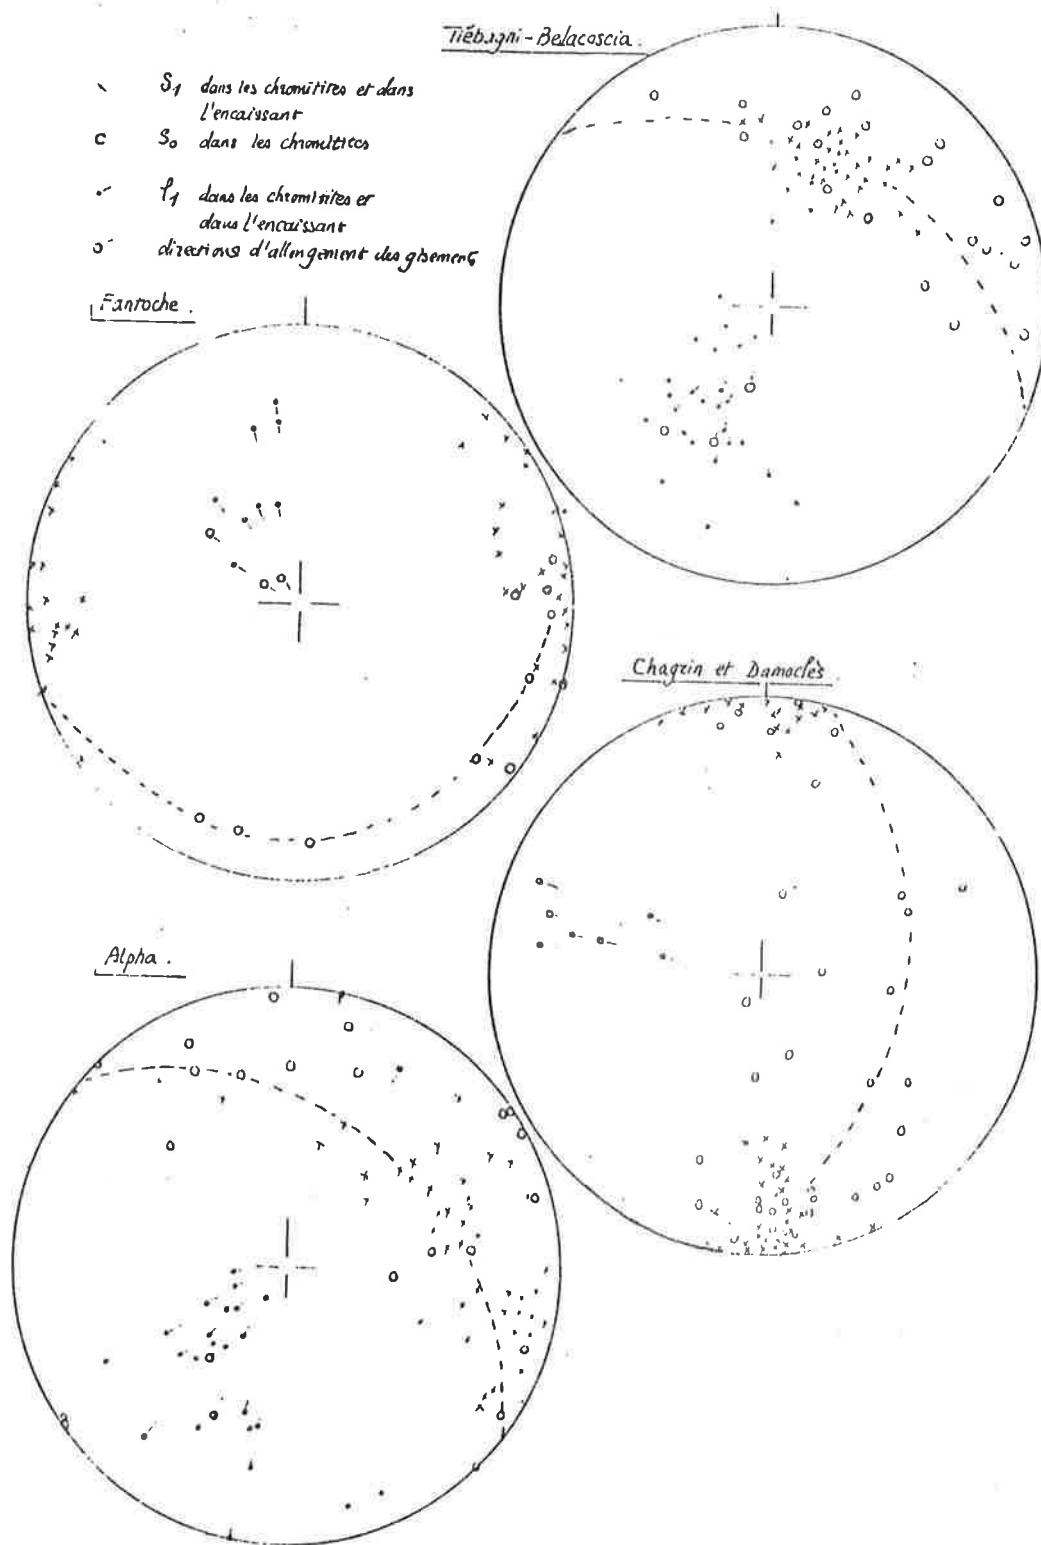 Tiébagni-Belacoscia.
S1 dans les chromitites et dans
l'encaissant
S0 dans les chromitites
l1 dans les chromitites et
dans l'encaissant
directions d'allongement des gisements
Fantoche.
Chagrin et Damoclès
Alpha.